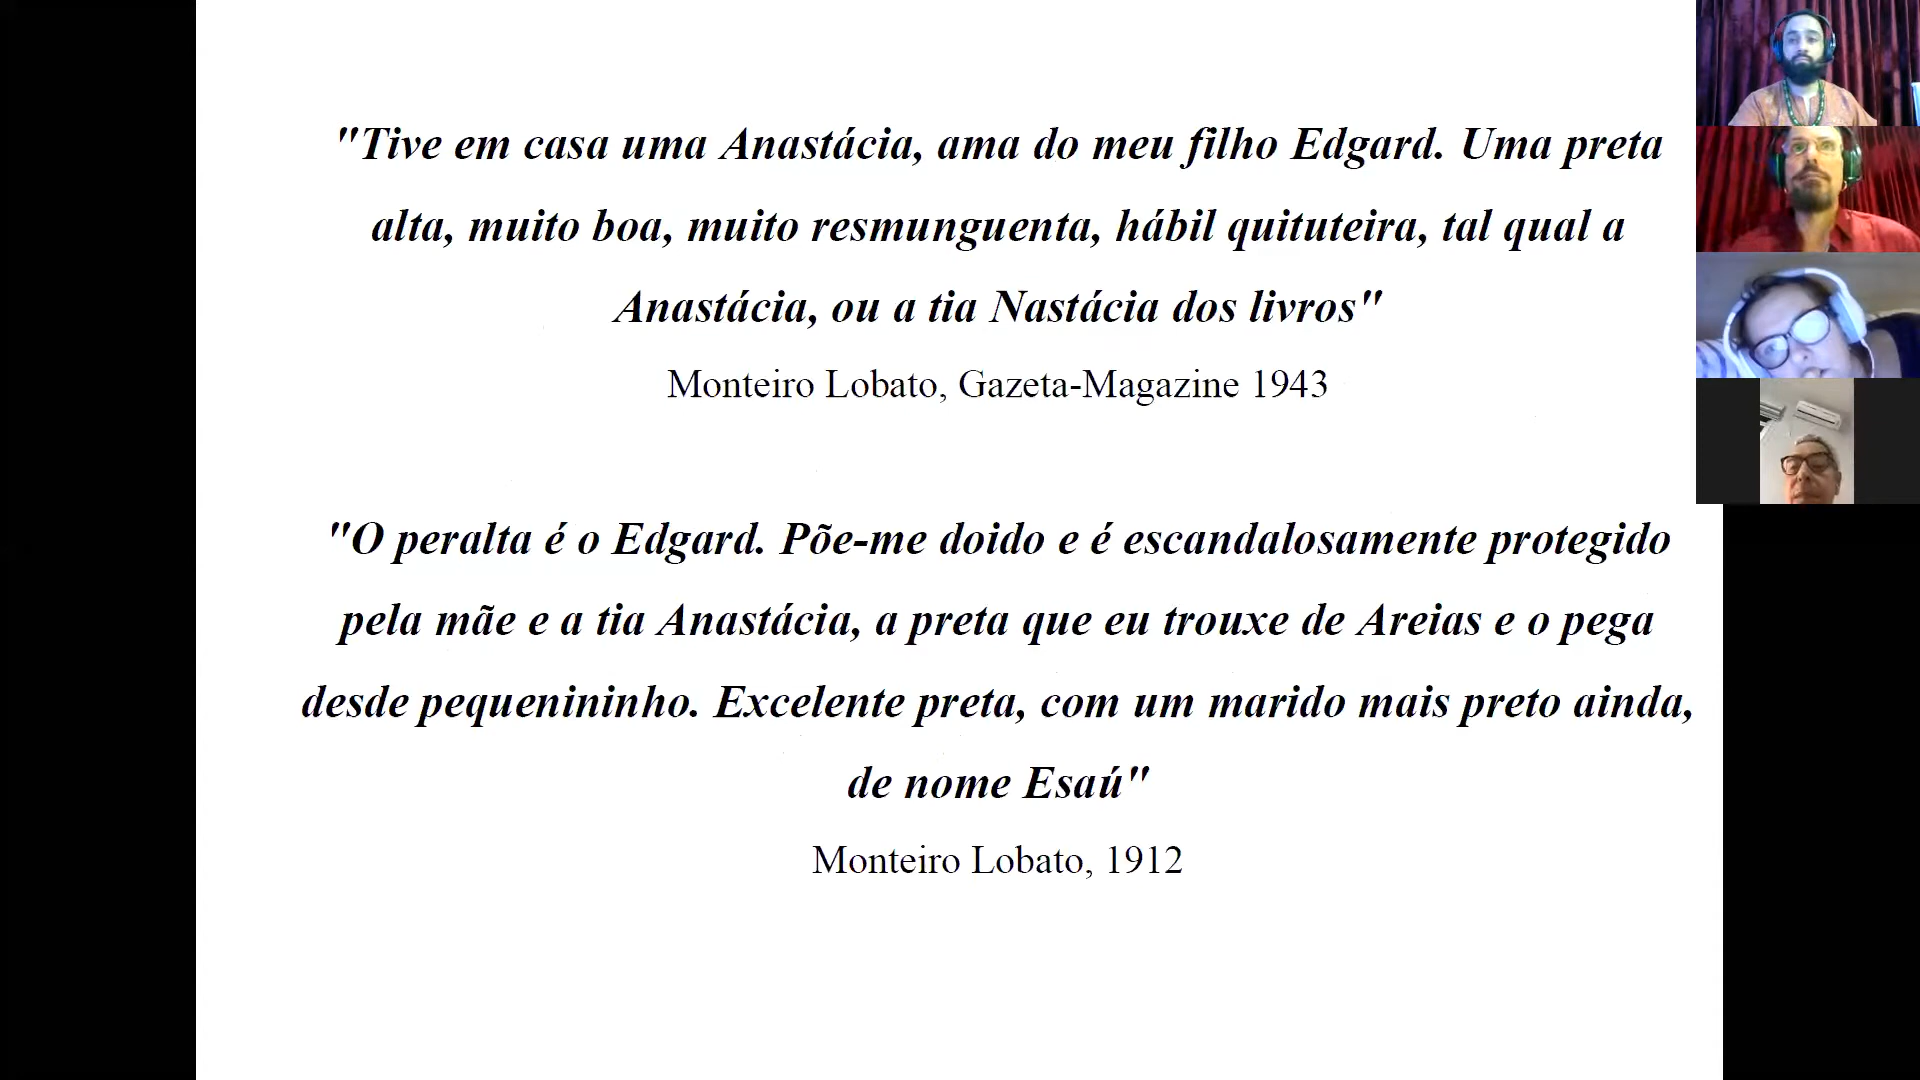 "Tive em casa uma Anastácia, ama do meu filho Edgard. Uma preta
alta, muito boa, muito resmunguenta, hábil quituteira, tal qual a
Anastácia, ou a tia Nastácia dos livros"
Monteiro Lobato, Gazeta-Magazine 1943
"O peralta é o Edgard. Põe-me doido e é escandalosamente protegido
pela mãe e a tia Anastácia, a preta que eu trouxe de Areias e o pega
desde pequenininho. Excelente preta, com um marido mais preto ainda,
de nome Esaú"
Monteiro Lobato, 1912